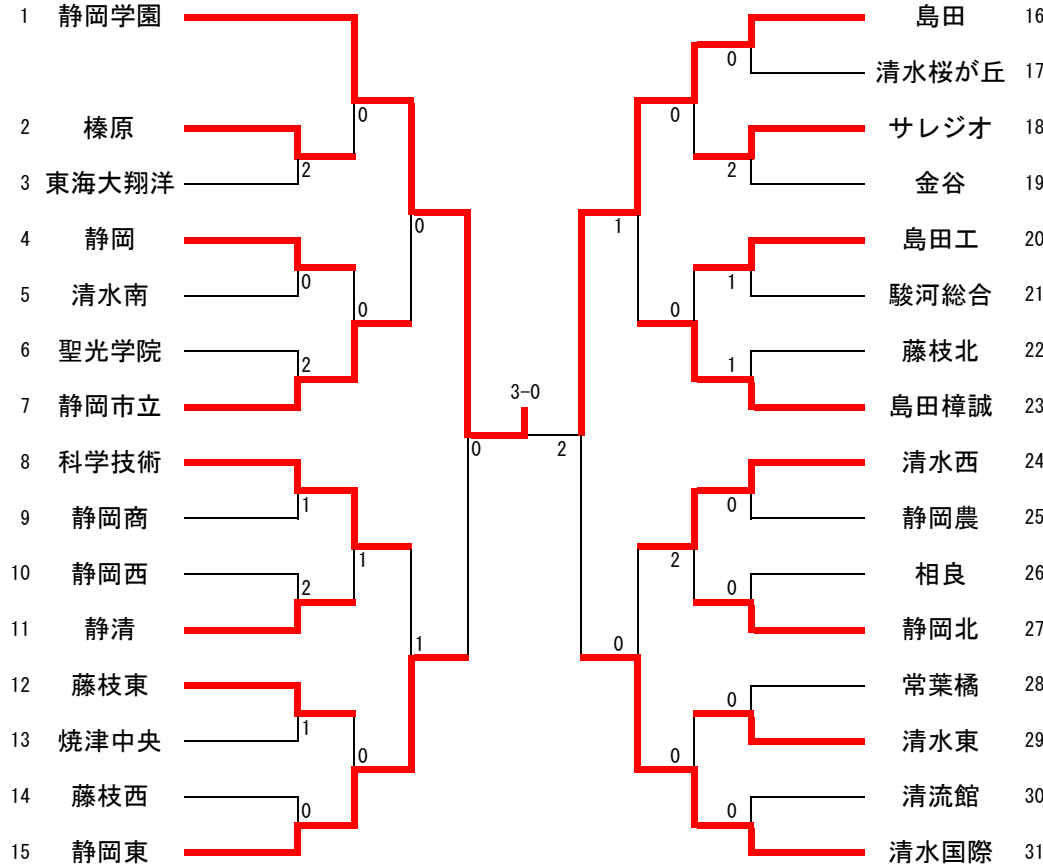 1 静岡学園
2 榛原
3 東海大翔洋
4 静岡
5 清水南
6 聖光学院
7 静岡市立
8 科学技術
9 静岡商
10 静岡西
11 静清
12 藤枝東
13 焼津中央
14 藤枝西
15 静岡東
0
2
0
0
0
2
1
1
2
1
1
0
0
0
3-0
2
0
0
2
1
1
0
1
0
2
0
0
0
0
0
島田 16
清水桜が丘 17
サレジオ 18
金谷 19
島田工 20
駿河総合 21
藤枝北 22
島田樟誠 23
清水西 24
静岡農 25
相良 26
静岡北 27
常葉橘 28
清水東 29
清流館 30
清水国際 31